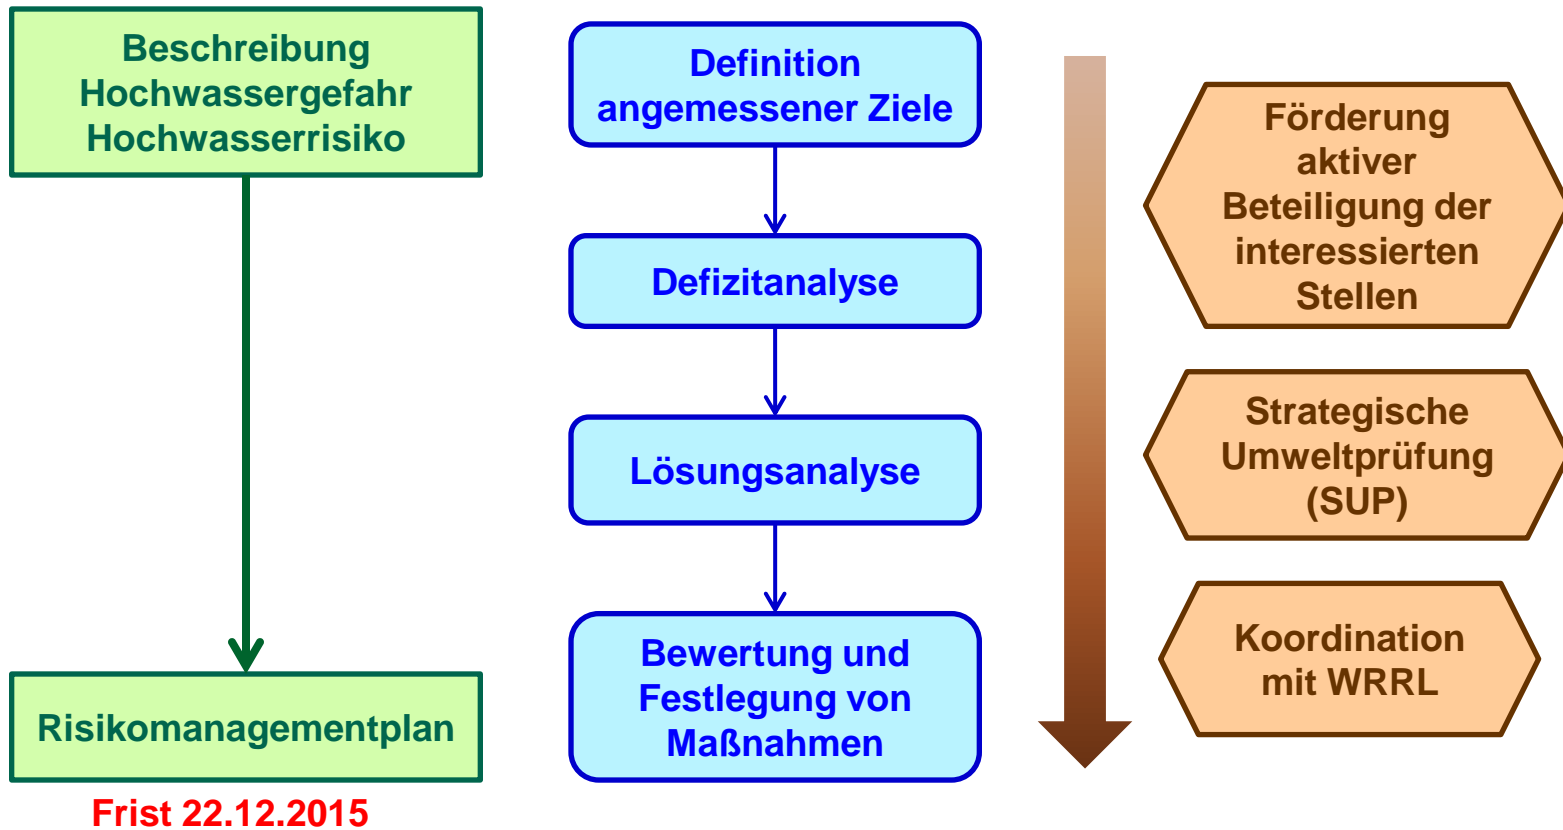 Beschreibung
Hochwassergefahr
Hochwasserrisiko
Risikomanagementplan
Frist 22.12.2015
Definition
angemessener Ziele
Defizitanalyse
Lösungsanalyse
Bewertung und
Festlegung von
Maßnahmen
Förderung
aktiver
Beteiligung der
interessierten
Stellen
Strategische
Umweltprüfung
(SUP)
Koordination
mit WRRL